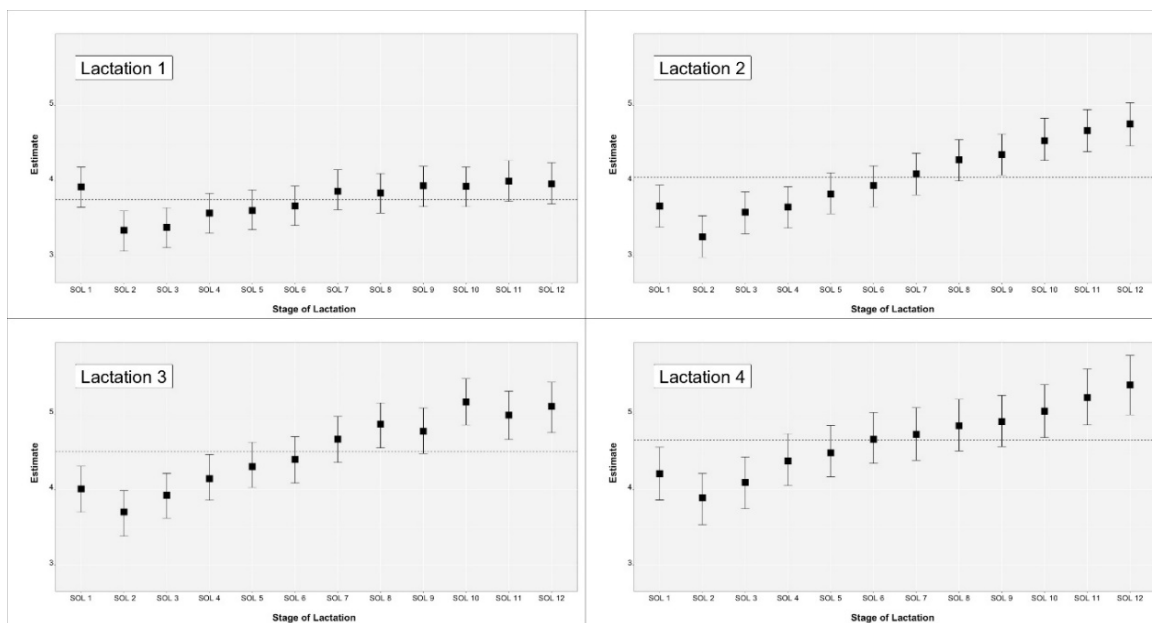 Lactation 1
5
4
3
Estimate
SOL 1 SOL 2 SOL 3 SOL 4 SOL 5 SOL 6 SOL 7 SOL 8 SOL 9 SOL 10 SOL 11 SOL 12
Stage of Lactation
Lactation 2
5
4
3
Estimate
SOL 1 SOL 2 SOL 3 SOL 4 SOL 5 SOL 6 SOL 7 SOL 8 SOL 9 SOL 10 SOL 11 SOL 12
Stage of Lactation
Lactation 3
5
4
3
Estimate
SOL 1 SOL 2 SOL 3 SOL 4 SOL 5 SOL 6 SOL 7 SOL 8 SOL 9 SOL 10 SOL 11 SOL 12
Stage of Lactation
Lactation 4
5
4
3
Estimate
SOL 1 SOL 2 SOL 3 SOL 4 SOL 5 SOL 6 SOL 7 SOL 8 SOL 9 SOL 10 SOL 11 SOL 12
Stage of Lactation